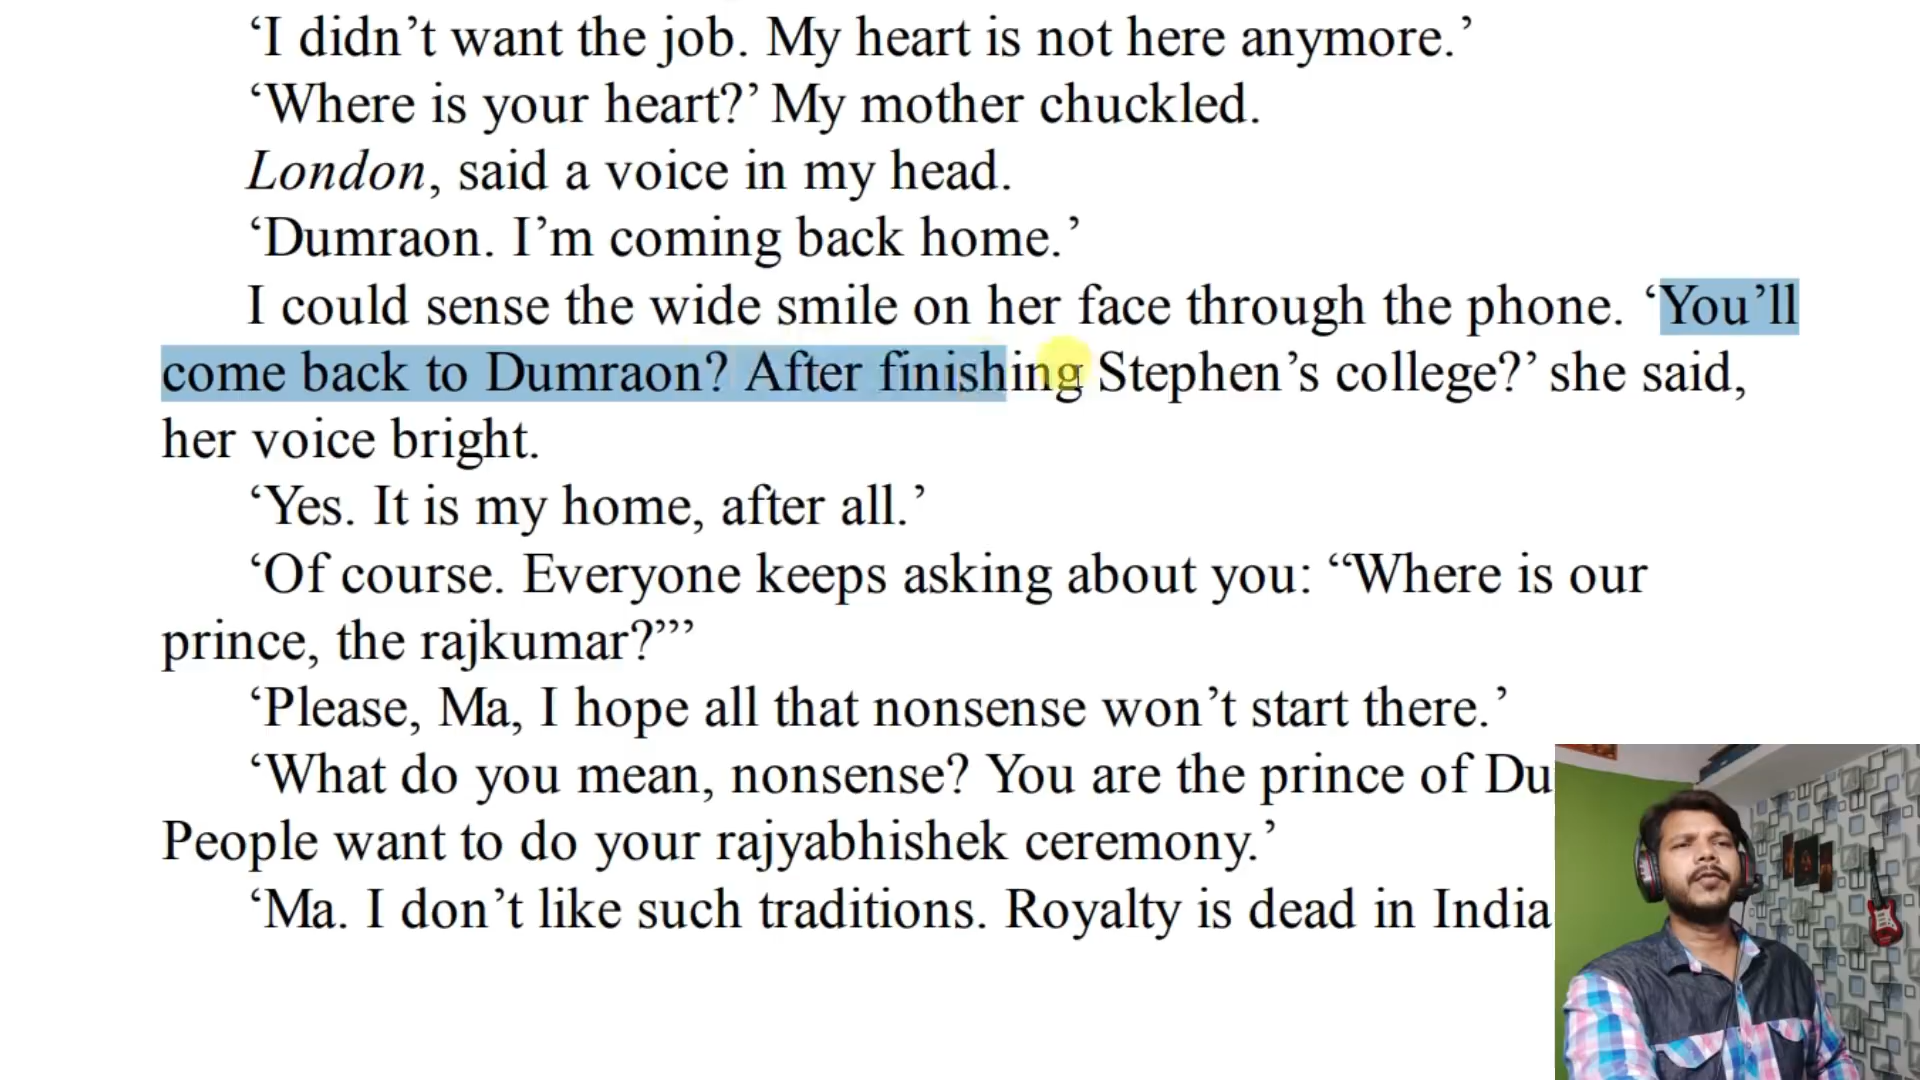 ‘I didn’t want the job. My heart is not here anymore.’
‘Where is your heart?’ My mother chuckled.
London, said a voice in my head.
‘Dumraon. I’m coming back home.’
I could sense the wide smile on her face through the phone. ‘You’ll
come back to Dumraon? After finishing Stephen’s college?’ she said,
her voice bright.
‘Yes. It is my home, after all.’
‘Of course. Everyone keeps asking about you: “Where is our
prince, the rajkumar?”’
‘Please, Ma, I hope all that nonsense won’t start there.’
‘What do you mean, nonsense? You are the prince of Du
People want to do your rajyabhishek ceremony.’
‘Ma. I don’t like such traditions. Royalty is dead in India